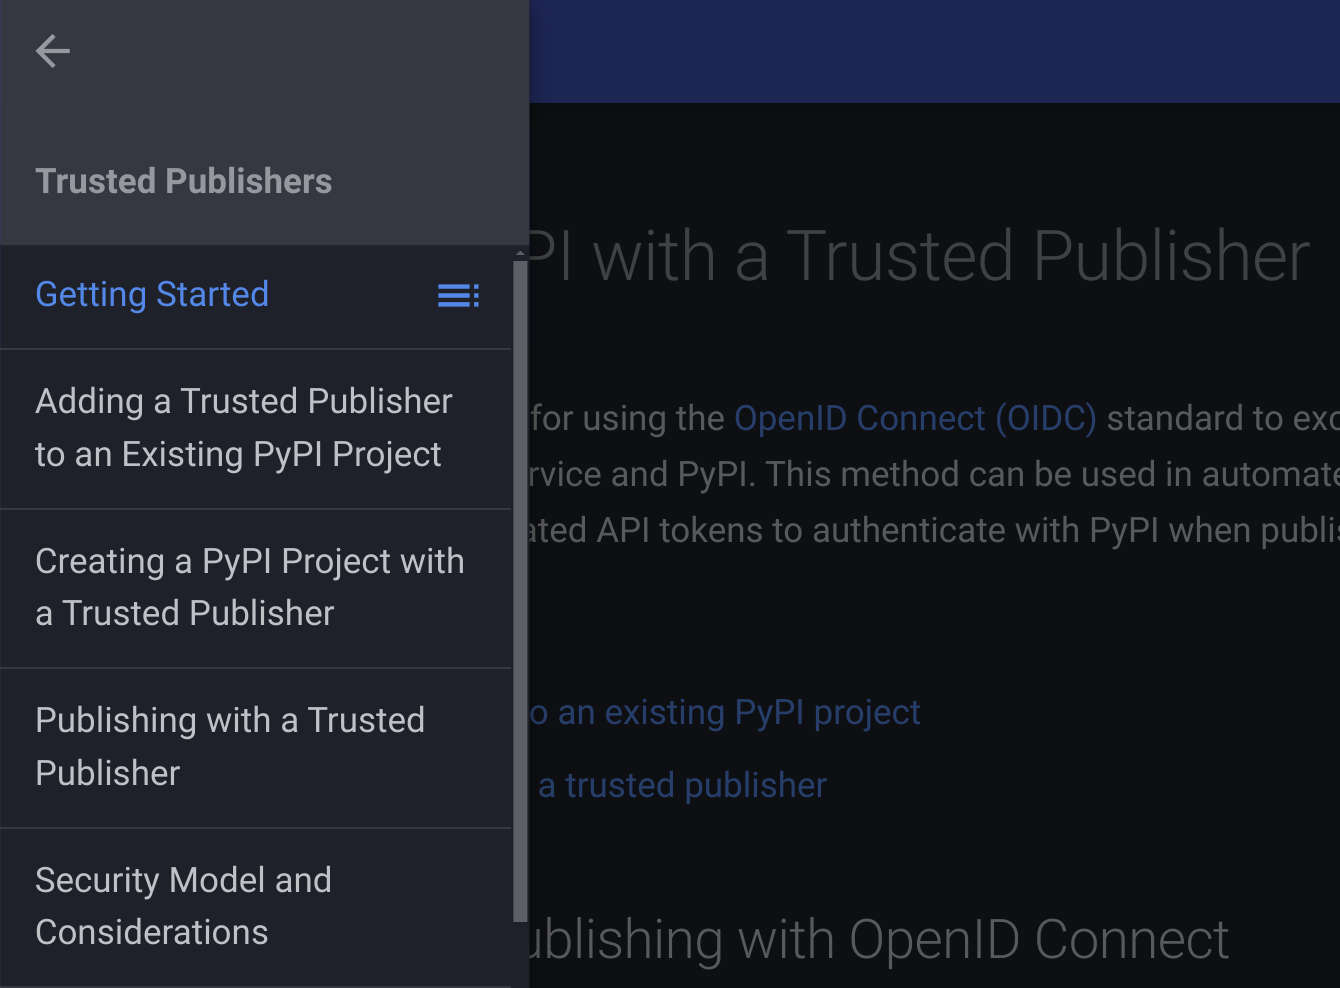 Trusted Publishers
Getting Started
Adding a Trusted Publisher
to an Existing PyPI Project
Creating a PyPI Project with
a Trusted Publisher
Publishing with a Trusted
Publisher
Security Model and
Considerations
PI with a Trusted Publisher
for using the OpenID Connect (OIDC) standard to exc
rvice and PyPI. This method can be used in automate
ated API tokens to authenticate with PyPI when publis
o an existing PyPI project
a trusted publisher
ublishing with OpenID Connect